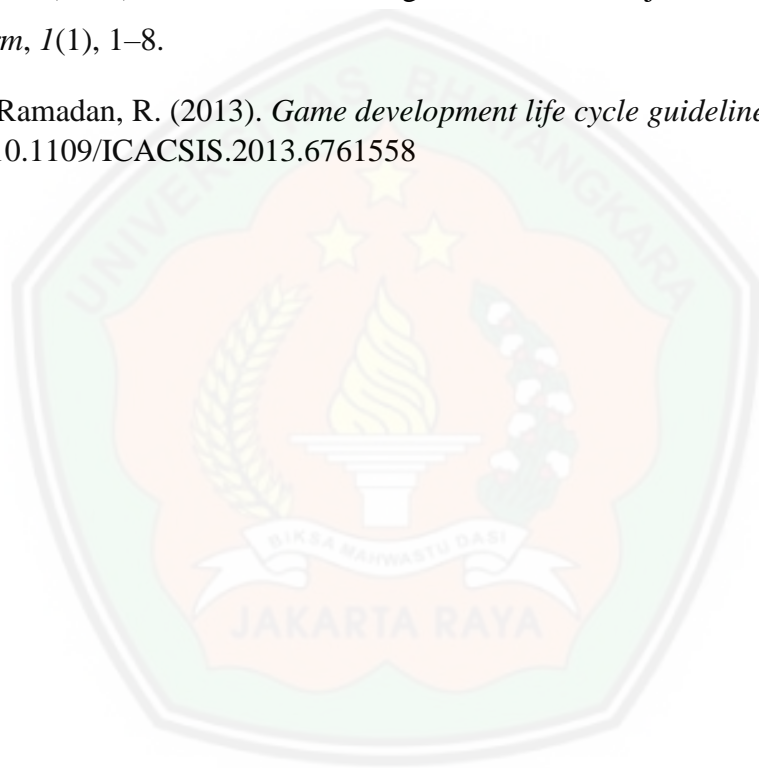 rm, 1(1), 1–8.
Ramadan, R. (2013). Game development life cycle guideline
10.1109/ICACSIS.2013.6761558
UNIVERSITAS BHAYANGKARA
BIKSA MAHWASTU DASI
JAKARTA RAYA